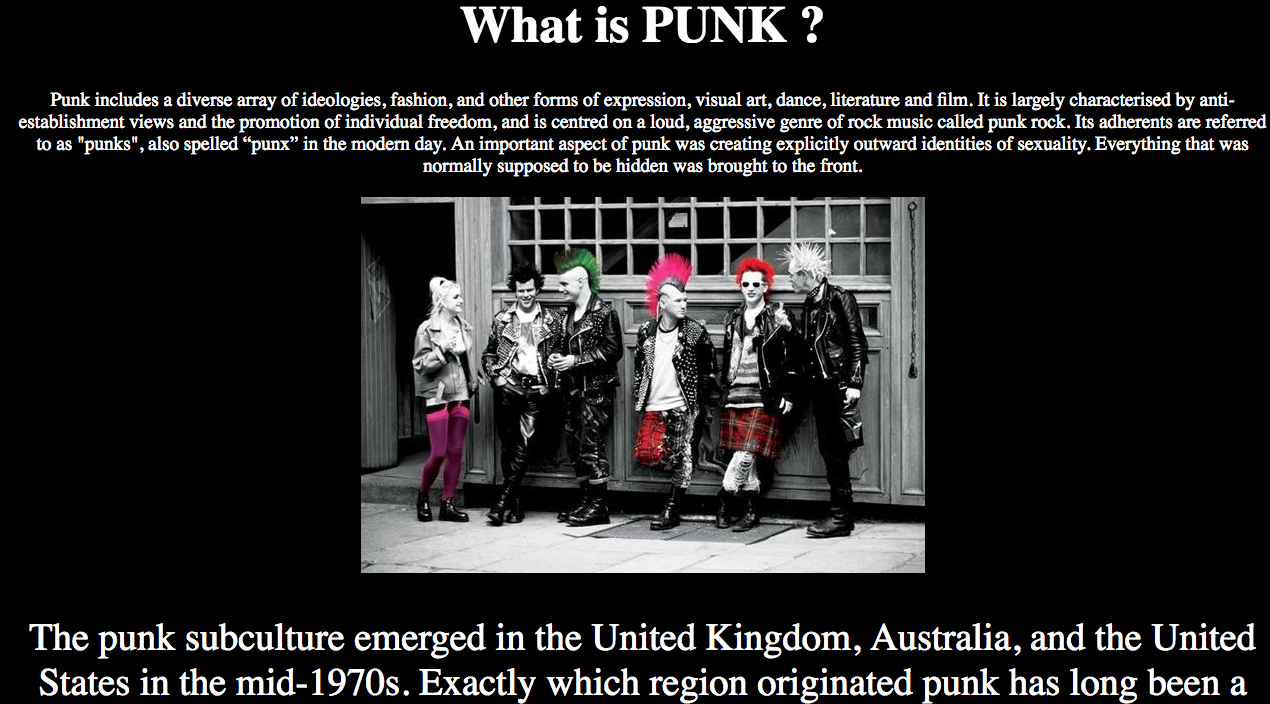 What is PUNK ?
Punk includes a diverse array of ideologies, fashion, and other forms of expression, visual art, dance, literature and film. It is largely characterised by anti-
establishment views and the promotion of individual freedom, and is centred on a loud, aggressive genre of rock music called punk rock. Its adherents are referred
to as "punks", also spelled “punx” in the modern day. An important aspect of punk was creating explicitly outward identities of sexuality. Everything that was
normally supposed to be hidden was brought to the front.
The punk subculture emerged in the United Kingdom, Australia, and the United
States in the mid-1970s. Exactly which region originated punk has long been a